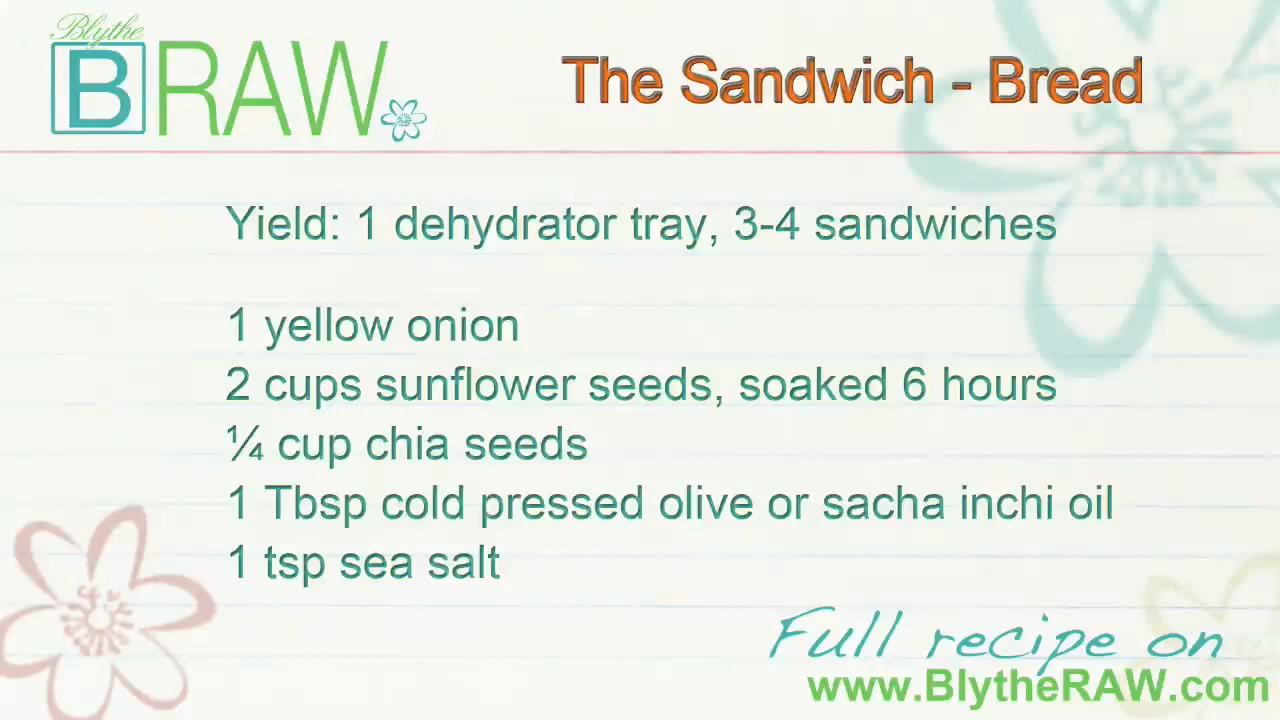 Blythe
B RAW
The Sandwich - Bread
Yield: 1 dehydrator tray, 3-4 sandwiches
1 yellow onion
2 cups sunflower seeds, soaked 6 hours
¼ cup chia seeds
1 Tbsp cold pressed olive or sacha inchi oil
1 tsp sea salt
Full recipe on
www.BlytheRAW.com